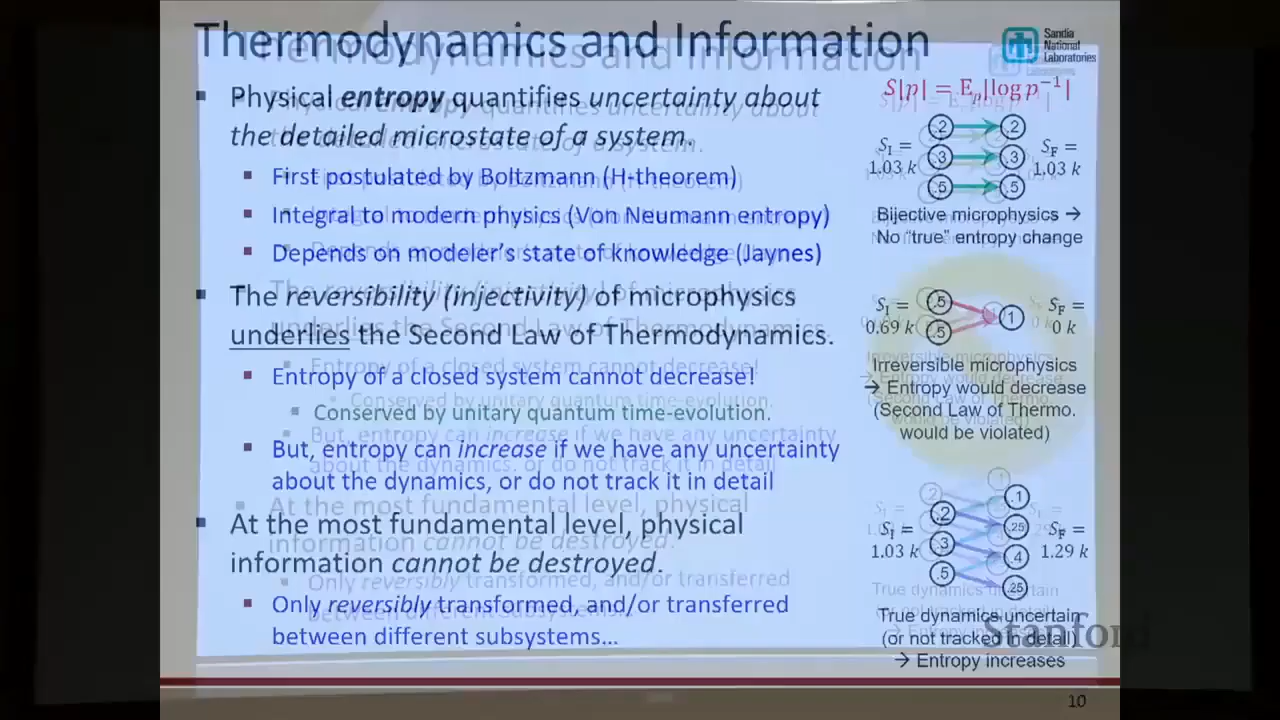 Thermodynamics and Information
Sandia
National
Laboratories
Physical entropy quantifies uncertainty about
the detailed microstate of a system.
First postulated by Boltzmann (H-theorem)
Integral to modern physics (Von Neumann entropy)
Depends on modeler's state of knowledge (Jaynes)
The reversibility (injectivity) of microphysics
underlies the Second Law of Thermodynamics.
Entropy of a closed system cannot decrease!
Conserved by unitary quantum time-evolution.
But, entropy can increase if we have any uncertainty
about the dynamics, or do not track it in detail
At the most fundamental level, physical
information cannot be destroyed.
Only reversibly transformed, and/or transferred
between different subsystems…
S[p] = Eₚ[log p⁻¹]
S_I =
1.03 k
.2 .2
.3 .3
.5 .5
S_F =
1.03 k
Bijective microphysics →
No "true" entropy change
S_I =
0.69 k
.5
.5
1
S_F =
0 k
Irreversible microphysics
→ Entropy would decrease
(Second Law of Thermo.
would be violated)
S_I =
1.03 k
.2
.3
.5
.1
.25
.4
.25
S_F =
1.29 k
True dynamics uncertain
(or not tracked in detail)
→ Entropy increases
Stanford
10